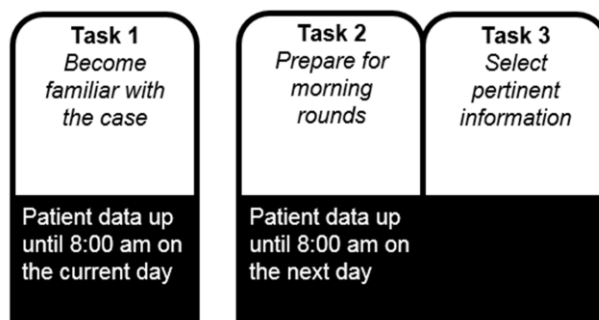 Task 1
Become
familiar with
the case
Patient data up
until 8:00 am on
the current day
Task 2
Prepare for
morning
rounds
Task 3
Select
pertinent
information
Patient data up
until 8:00 am on
the next day